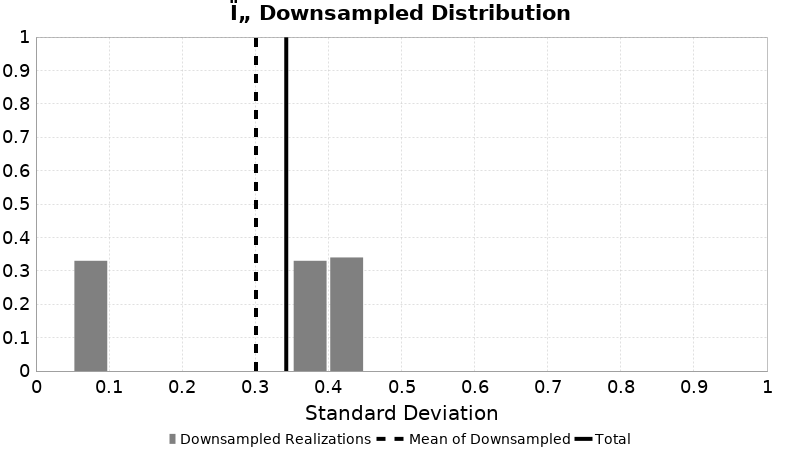 Ï„ Downsampled Distribution
1
0.9
0.8
0.7
0.6
0.5
0.4
0.3
0.2
0.1
0
0 0.1 0.2 0.3 0.4 0.5 0.6 0.7 0.8 0.9 1
Standard Deviation
Downsampled Realizations Mean of Downsampled Total